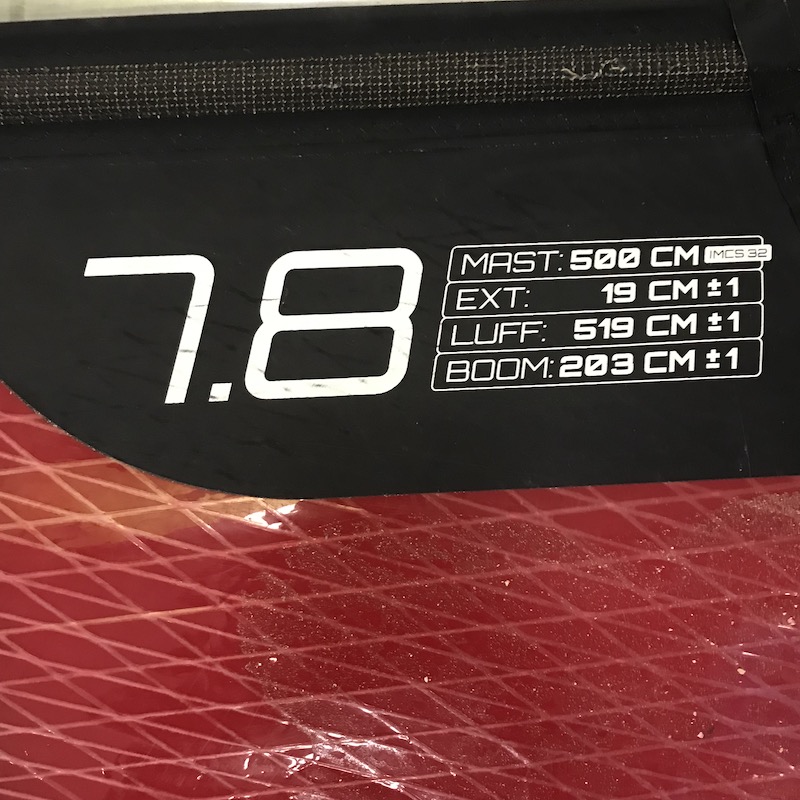 7.8
MAST: 500 CM IMCS 32
EXT: 19 CM ±1
LUFF: 519 CM ±1
BOOM: 203 CM ±1